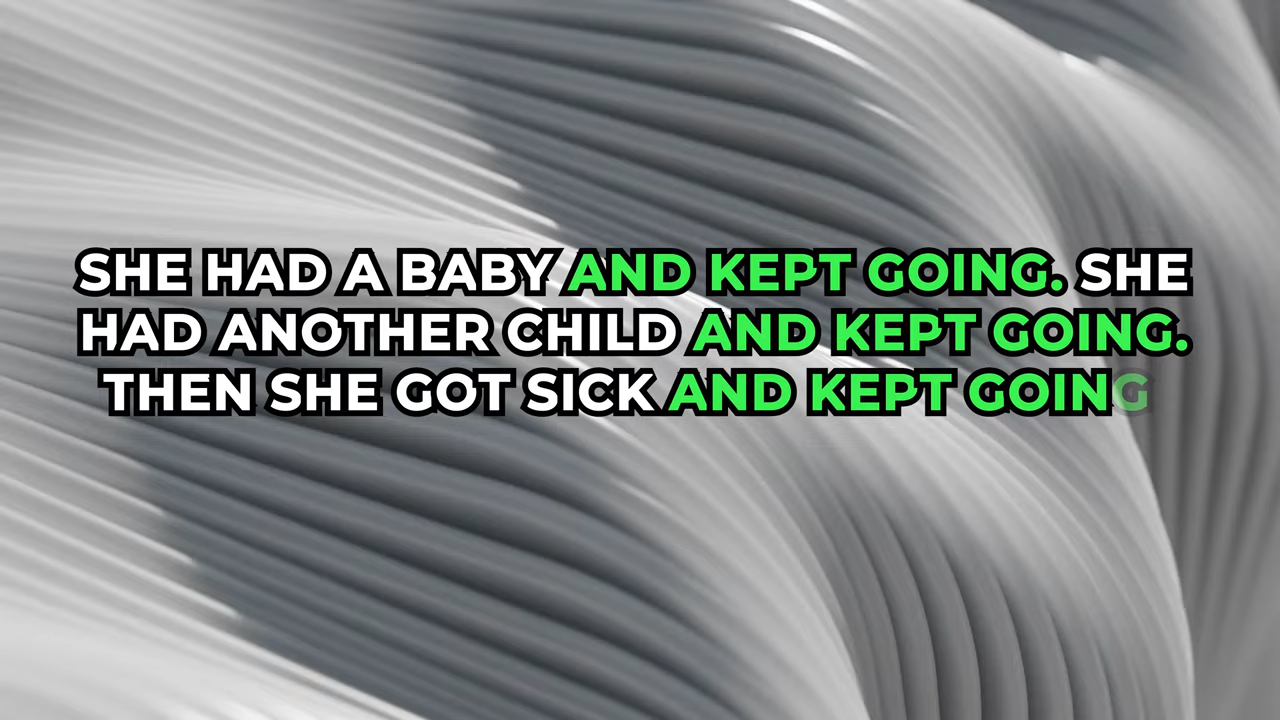 SHE HAD A BABY AND KEPT GOING. SHE
HAD ANOTHER CHILD AND KEPT GOING.
THEN SHE GOT SICK AND KEPT GOING